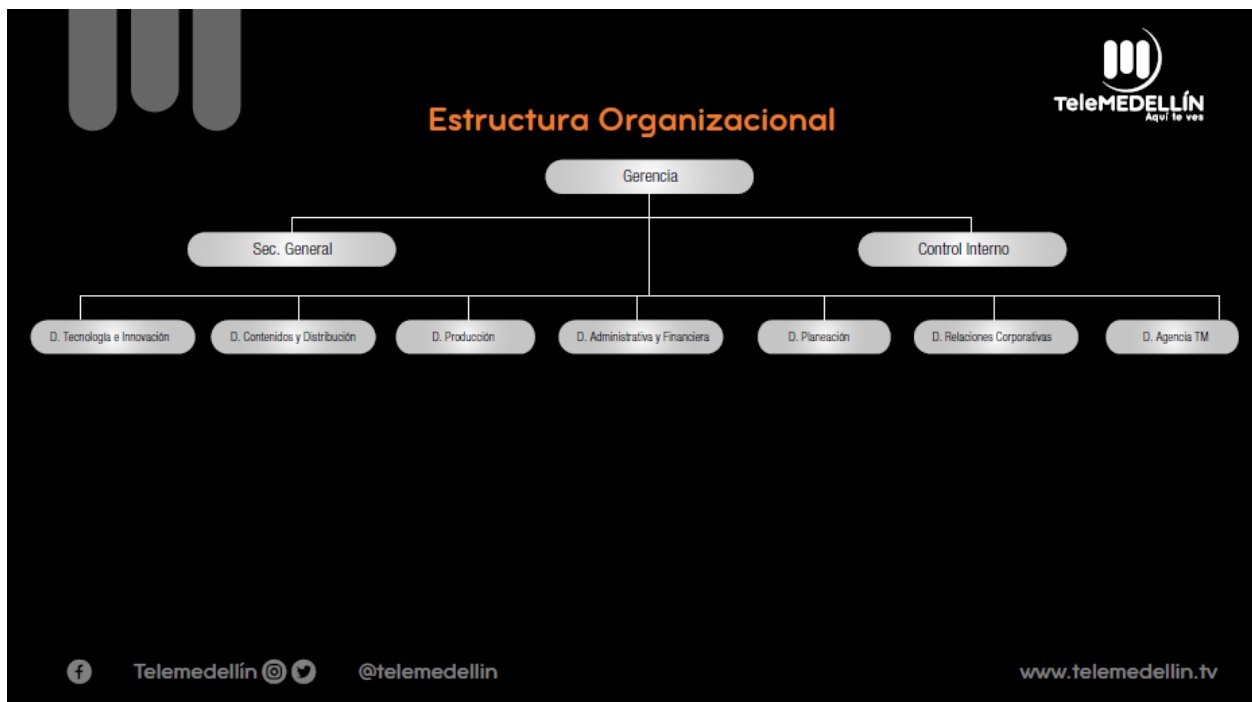 TeleMEDELLÍN
Aquí te ves
Estructura Organizacional
Gerencia
Sec. General
Control Interno
D. Tecnología e Innovación
D. Contenidos y Distribución
D. Producción
D. Administrativa y Financiera
D. Planeación
D. Relaciones Corporativas
D. Agencia TM
Telemedellín
@telemedellin
www.telemedellin.tv